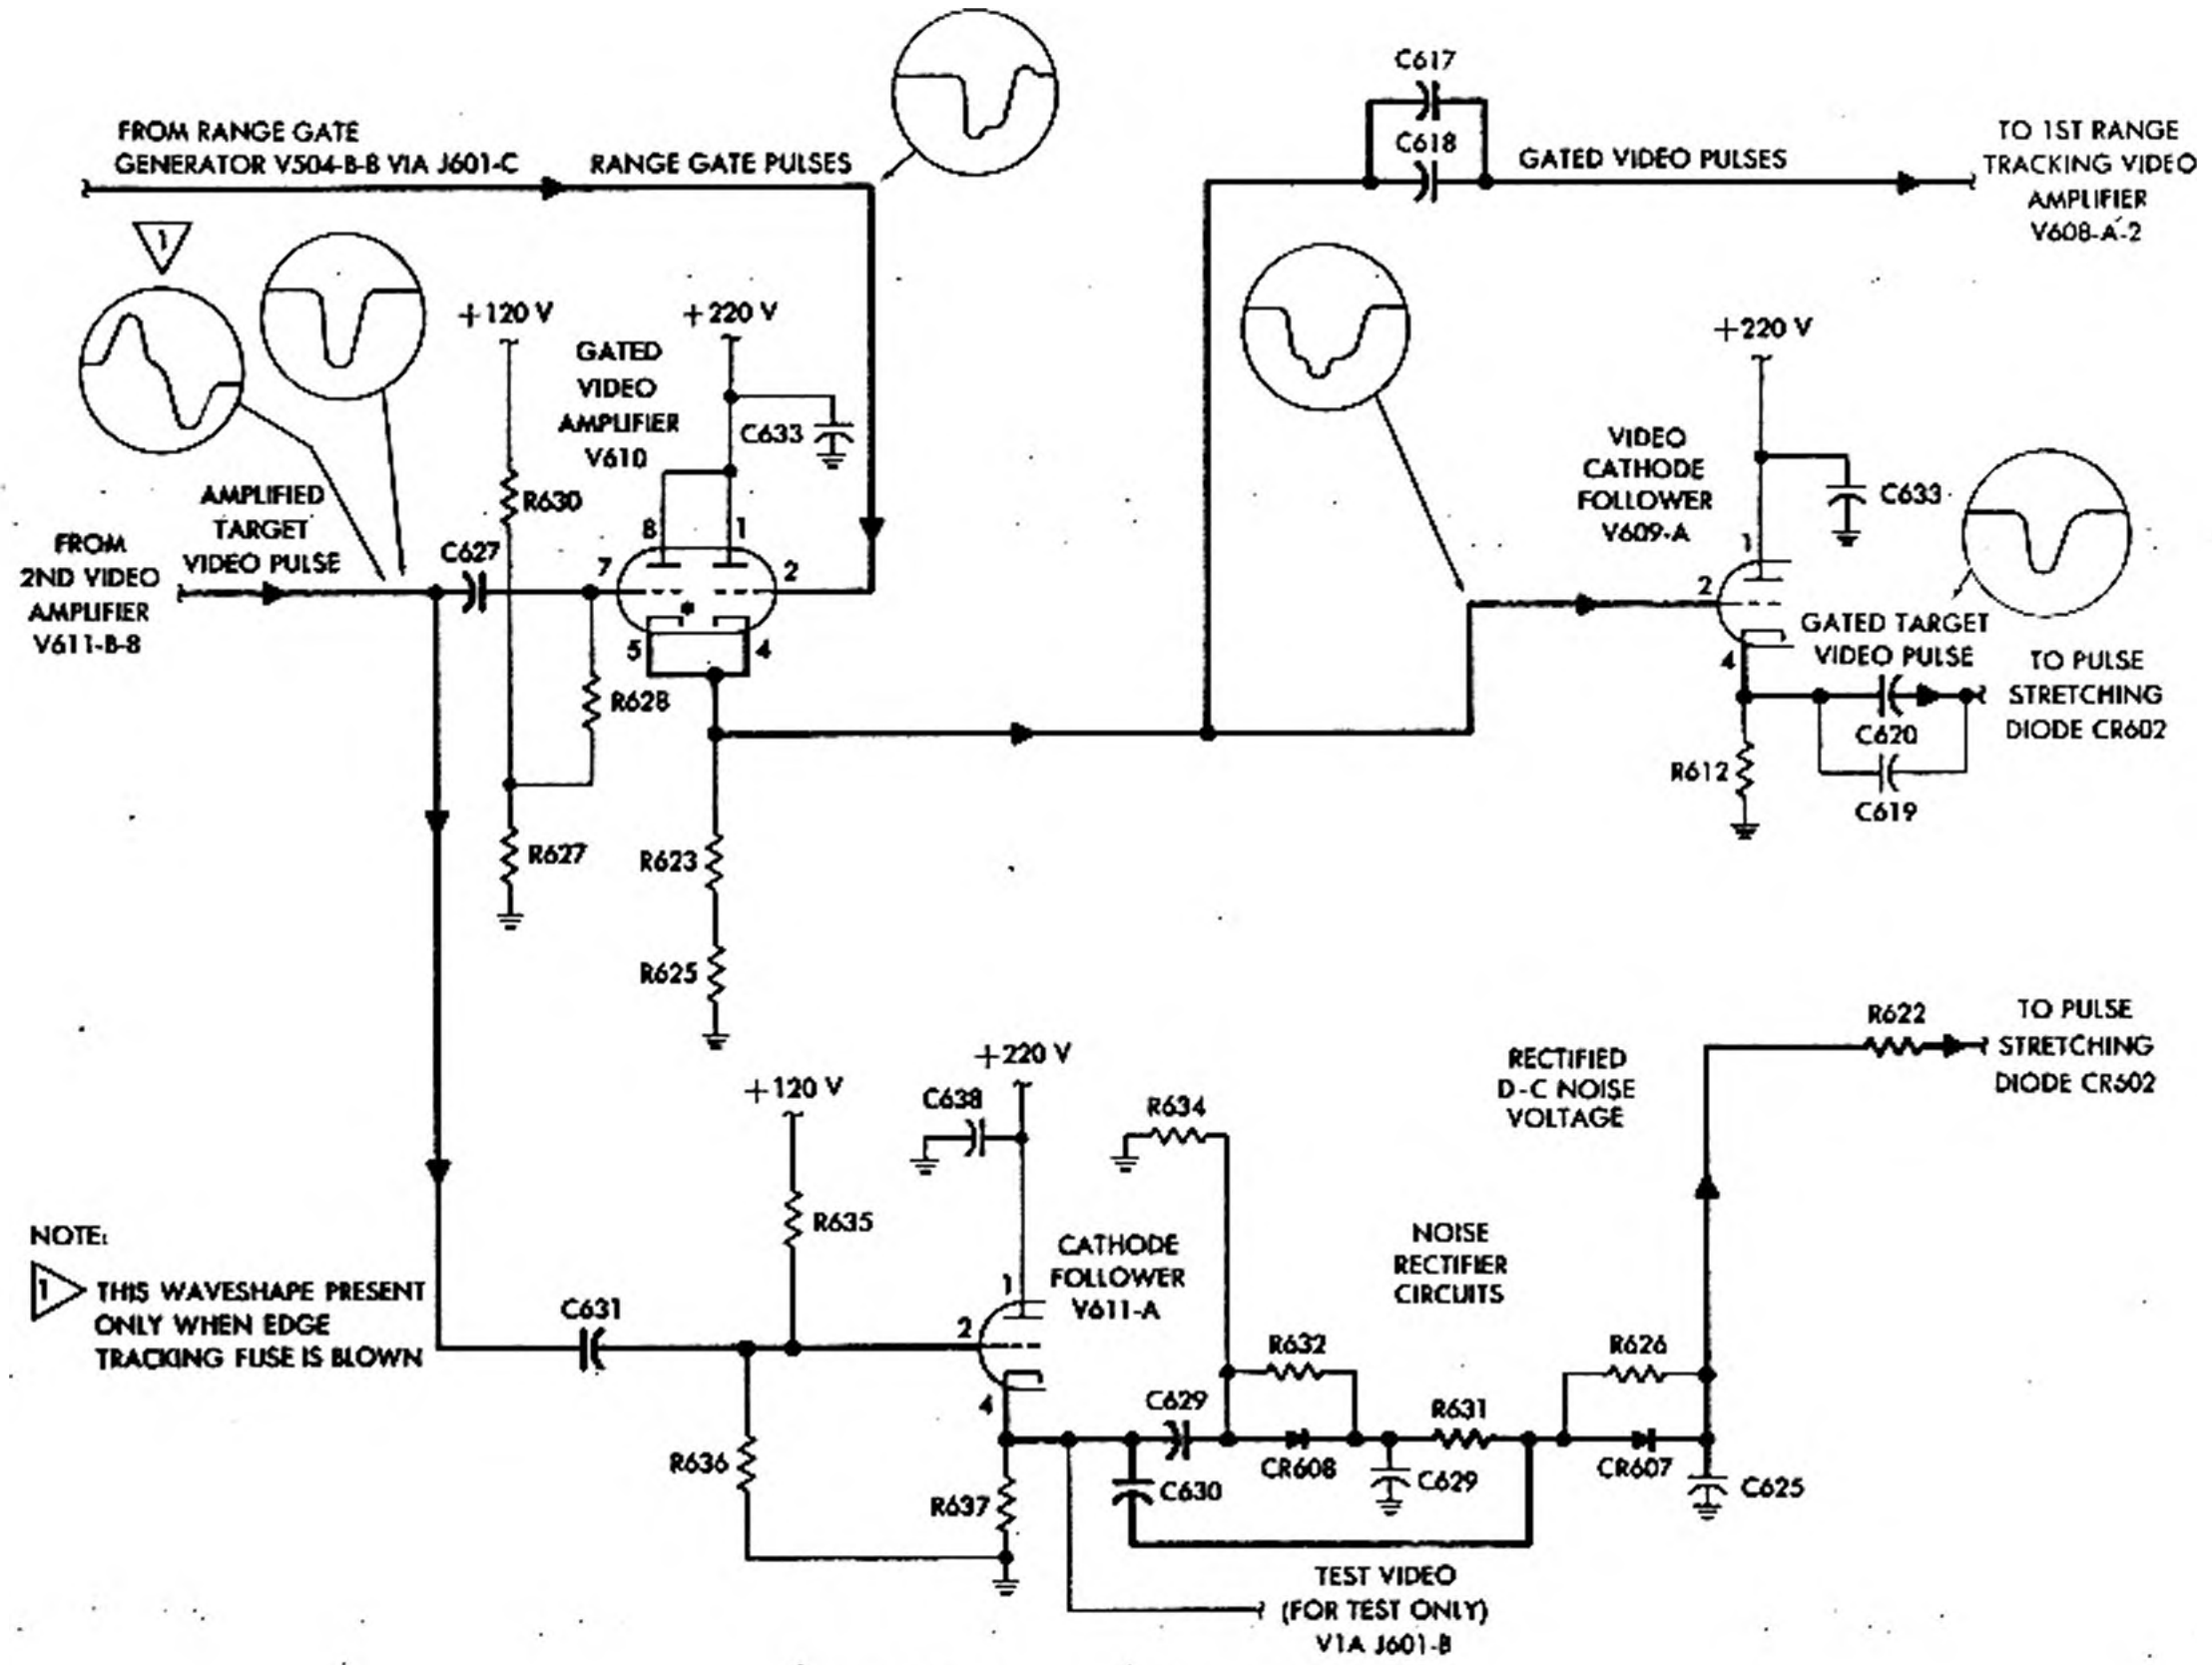 C617
FROM RANGE GATE
GENERATOR V504-B-8 VIA J601-C
RANGE GATE PULSES
C618
GATED VIDEO PULSES
TO 1ST RANGE
TRACKING VIDEO
AMPLIFIER
V608-A-2
1
+120 V
+220 V
GATED
VIDEO
AMPLIFIER
V610
C633
R630
8
1
7
2
*
5
4
AMPLIFIED
TARGET
VIDEO PULSE
FROM
2ND VIDEO
AMPLIFIER
V611-B-8
C627
R628
R627
R623
R625
+220 V
VIDEO
CATHODE
FOLLOWER
V609-A
C633
1
2
4
GATED TARGET
VIDEO PULSE
TO PULSE
STRETCHING
DIODE CR602
C620
R612
C619
R622
TO PULSE
STRETCHING
DIODE CR602
RECTIFIED
D-C NOISE
VOLTAGE
+220 V
+120 V
C638
R634
R635
NOTE:
1
THIS WAVESHAPE PRESENT
ONLY WHEN EDGE
TRACKING FUSE IS BLOWN
C631
CATHODE
FOLLOWER
V611-A
1
2
4
NOISE
RECTIFIER
CIRCUITS
R632
R626
C629
R631
R636
R637
C630
CR608
C629
CR607
C625
TEST VIDEO
(FOR TEST ONLY)
V1A J601-B